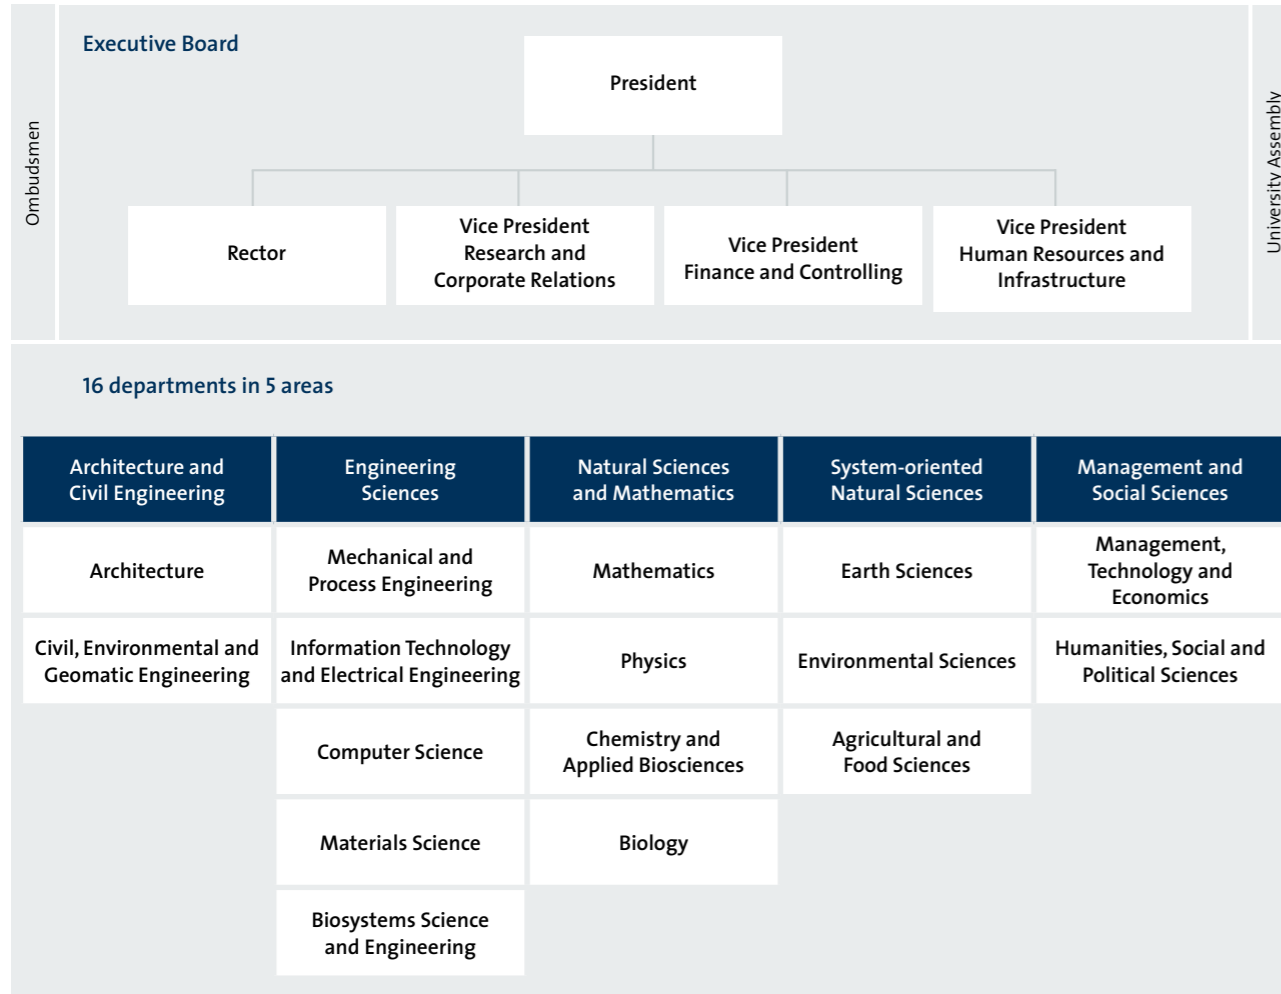 Ombudsmen
Executive Board
President
Rector
Vice President
Research and
Corporate Relations
Vice President
Finance and Controlling
Vice President
Human Resources and
Infrastructure
University Assembly
16 departments in 5 areas
Architecture and
Civil Engineering
Architecture
Civil, Environmental and
Geomatic Engineering
Engineering
Sciences
Mechanical and
Process Engineering
Information Technology
and Electrical Engineering
Computer Science
Materials Science
Biosystems Science
and Engineering
Natural Sciences
and Mathematics
Mathematics
Physics
Chemistry and
Applied Biosciences
Biology
System-oriented
Natural Sciences
Earth Sciences
Environmental Sciences
Agricultural and
Food Sciences
Management and
Social Sciences
Management,
Technology and
Economics
Humanities, Social and
Political Sciences